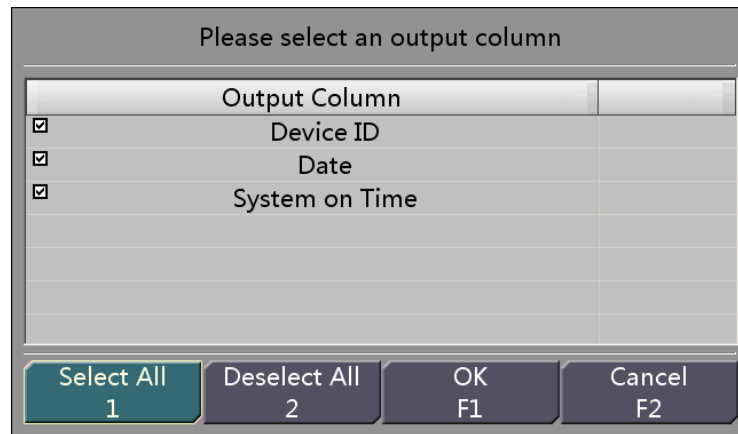 Please select an output column
Output Column
Device ID
Date
System on Time
Select All Deselect All OK Cancel
1 2 F1 F2